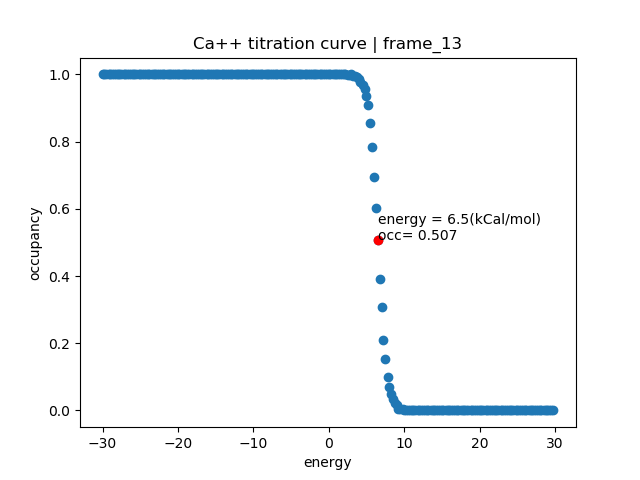 Ca++ titration curve | frame_13
1.0
0.8
0.6
0.4
0.2
0.0
occupancy
energy = 6.5(kCal/mol)
occ= 0.507
−30
−20
−10
0
10
20
30
energy